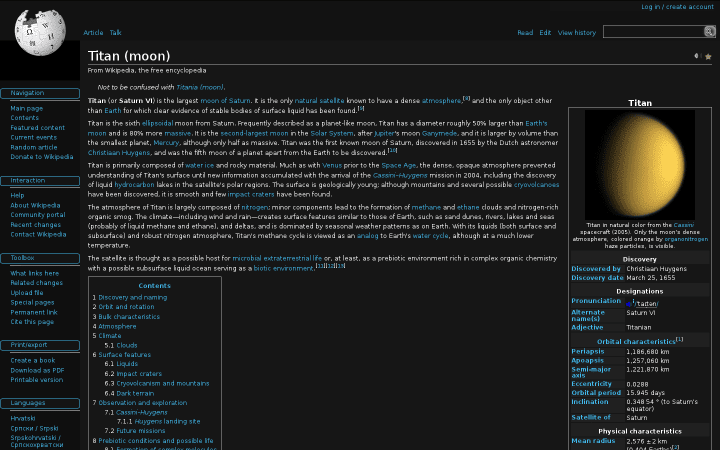 Log in / create account
Article Talk
Read Edit View history
Titan (moon)
From Wikipedia, the free encyclopedia
Not to be confused with Titania (moon).
Titan (or Saturn VI) is the largest moon of Saturn. It is the only natural satellite known to have a dense atmosphere,[9] and the only object other
than Earth for which clear evidence of stable bodies of surface liquid has been found.[9]
Titan is the sixth ellipsoidal moon from Saturn. Frequently described as a planet-like moon, Titan has a diameter roughly 50% larger than Earth's
moon and is 80% more massive. It is the second-largest moon in the Solar System, after Jupiter's moon Ganymede, and it is larger by volume than
the smallest planet, Mercury, although only half as massive. Titan was the first known moon of Saturn, discovered in 1655 by the Dutch astronomer
Christiaan Huygens, and was the fifth moon of a planet apart from the Earth to be discovered.[10]
Titan is primarily composed of water ice and rocky material. Much as with Venus prior to the Space Age, the dense, opaque atmosphere prevented
understanding of Titan's surface until new information accumulated with the arrival of the Cassini–Huygens mission in 2004, including the discovery
of liquid hydrocarbon lakes in the satellite's polar regions. The surface is geologically young; although mountains and several possible cryovolcanoes
have been discovered, it is smooth and few impact craters have been found.
The atmosphere of Titan is largely composed of nitrogen; minor components lead to the formation of methane and ethane clouds and nitrogen-rich
organic smog. The climate—including wind and rain—creates surface features similar to those of Earth, such as sand dunes, rivers, lakes and seas
(probably of liquid methane and ethane), and deltas, and is dominated by seasonal weather patterns as on Earth. With its liquids (both surface and
subsurface) and robust nitrogen atmosphere, Titan's methane cycle is viewed as an analog to Earth's water cycle, although at a much lower
temperature.
The satellite is thought as a possible host for microbial extraterrestrial life or, at least, as a prebiotic environment rich in complex organic chemistry
with a possible subsurface liquid ocean serving as a biotic environment.[11][12][13]
Contents
1 Discovery and naming
2 Orbit and rotation
3 Bulk characteristics
4 Atmosphere
5 Climate
5.1 Clouds
6 Surface features
6.1 Liquids
6.2 Impact craters
6.3 Cryovolcanism and mountains
6.4 Dark terrain
7 Observation and exploration
7.1 Cassini–Huygens
7.1.1 Huygens landing site
7.2 Future missions
8 Prebiotic conditions and possible life
8.1 Formation of complex molecules
Titan
Titan in natural color from the Cassini
spacecraft (2005). Only the moon's dense
atmosphere, colored orange by organonitrogen
haze particles, is visible.
Discovery
Discovered by Christiaan Huygens
Discovery date March 25, 1655
Designations
Pronunciation /ˈtaɪtən/
Alternate name(s) Saturn VI
Adjective Titanian
Orbital characteristics[1]
Periapsis 1,186,680 km
Apoapsis 1,257,060 km
Semi-major axis 1,221,870 km
Eccentricity 0.0288
Orbital period 15.945 days
Inclination 0.348 54 ° (to Saturn's
equator)
Satellite of Saturn
Physical characteristics
Mean radius 2,576 ± 2 km
(0.404 Earths)[2]
Navigation
Main page
Contents
Featured content
Current events
Random article
Donate to Wikipedia
Interaction
Help
About Wikipedia
Community portal
Recent changes
Contact Wikipedia
Toolbox
What links here
Related changes
Upload file
Special pages
Permanent link
Cite this page
Print/export
Create a book
Download as PDF
Printable version
Languages
Hrvatski
Српски / Srpski
Srpskohrvatski /
Српскохрватски